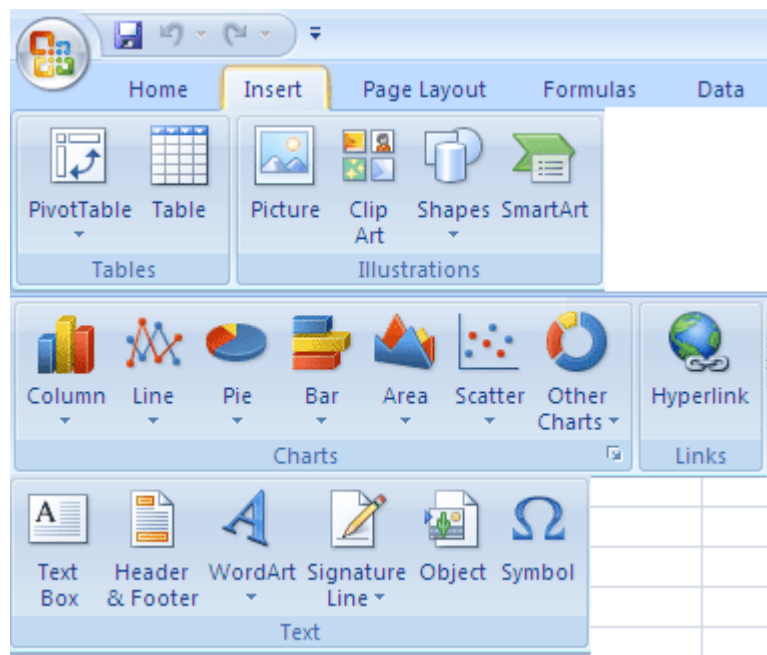 Home Insert Page Layout Formulas Data
PivotTable Table Picture Clip Shapes SmartArt
Art
Tables Illustrations
Column Line Pie Bar Area Scatter Other Hyperlink
Charts
Charts Links
A
Text Header WordArt Signature Object Symbol
Box & Footer Line
Text